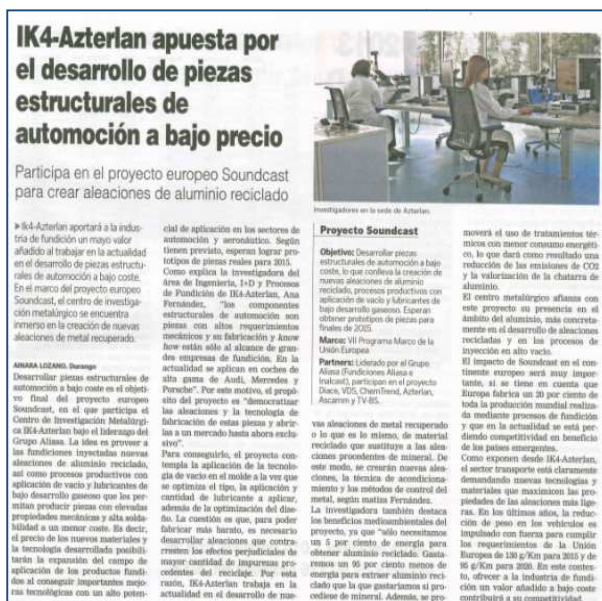 IK4-Azterlan apuesta por
el desarrollo de piezas
estructurales de
automoción a bajo precio
Participa en el proyecto europeo Soundcast
para crear aleaciones de aluminio reciclado
Investigadores en la sede de Azterlan.
▶Ik4-Azterlan aportará a la indus-
tria de fundición un mayor valor
añadido al trabajar en la actualidad
en el desarrollo de piezas estructu-
rales de automoción a bajo coste.
En el marco del proyecto europeo
Soundcast, el centro de investiga-
ción metalúrgico se encuentra
inmerso en la creación de nuevas
aleaciones de metal recuperado.
AINARA LOZANO. Durango
Desarrollar piezas estructurales de
automoción a bajo coste es el objeti-
vo final del proyecto europeo
Soundcast, en el que participa el
Centro de Investigación Metalúrgi-
ca IK4-Azterlan bajo el liderazgo del
Grupo Aliasa. La idea es proveer a
las fundiciones inyectadas nuevas
aleaciones de aluminio reciclado,
así como procesos productivos con
aplicación de vacío y lubricantes de
bajo desarrollo gaseoso que les per-
mitan producir piezas con elevadas
propiedades mecánicas y alta solda-
bilidad a un menor coste. Es decir,
el precio de los nuevos materiales y
la tecnología desarrollada posibili-
tarán la expansión del campo de
aplicación de los productos fundi-
dos al conseguir importantes mejo-
ras tecnológicas con un alto poten-
cial de aplicación en los sectores de
automoción y aeronáutico. Según
tienen previsto, esperan lograr pro-
totipos de piezas reales para 2015.
Como explica la investigadora del
área de Ingeniería, I+D y Procesos
de Fundición de IK4-Azterlan, Ana
Fernández, "los componentes
estructurales de automoción son
piezas con altos requerimientos
mecánicos y su fabricación y know
how están sólo al alcance de gran-
des empresas de fundición. En la
actualidad se aplican en coches de
alta gama de Audi, Mercedes y
Porsche". Por este motivo, el propó-
sito del proyecto es "democratizar
las aleaciones y la tecnología de
fabricación de estas piezas y abrir-
las a un mercado hasta ahora exclu-
sivo".
Para conseguirlo, el proyecto con-
templa la aplicación de la tecnolo-
gía de vacío en el molde a la vez que
se optimiza el tipo, la aplicación y
cantidad de lubricante a aplicar,
además de la optimización del dise-
ño. La cuestión es que, para poder
fabricar más barato, es necesario
desarrollar aleaciones que contra-
rresten los efectos perjudiciales de
mayor cantidad de impurezas pro-
cedentes del reciclaje. Por esta
razón, IK4-Azterlan trabaja en la
actualidad en el desarrollo de nue-
Proyecto Soundcast
Objetivo: Desarrollar piezas
estructurales de automoción a bajo
coste, lo que conlleva la creación de
nuevas aleaciones de aluminio
reciclado, procesos productivos con
aplicación de vacío y lubricantes de
bajo desarrollo gaseoso. Esperan
obtener prototipos de piezas para
finales de 2015.
Marco: VII Programa Marco de la
Unión Europea
Partners: Liderado por el Grupo
Aliasa (Fundiciones Aliasa e
Inalcast), participan en el proyecto
Diace, VDS, ChemTrend, Azterlan,
Ascamm y TV-BS.
vas aleaciones de metal recuperado
o lo que es lo mismo, de material
reciclado que sustituye a las alea-
ciones procedentes de mineral. De
este modo, se crearán nuevas alea-
ciones, la técnica de acondiciona-
miento y los métodos de control del
metal, según matiza Fernández.
La investigadora también destaca
los beneficios medioambientales del
proyecto, ya que "sólo necesitamos
un 5 por ciento de energía para
obtener aluminio reciclado. Gasta-
remos un 95 por ciento menos de
energía para extraer aluminio reci-
clado que la que gastaríamos si pro-
cediese de mineral. Además, se pro-
moverá el uso de tratamientos tér-
micos con menor consumo energéti-
co, lo que dará como resultado una
reducción de las emisiones de CO2
y la valorización de la chatarra de
aluminio.
El centro metalúrgico afianza con
este proyecto su presencia en el
ámbito del aluminio, más concreta-
mente en el desarrollo de aleaciones
recicladas y en los procesos de
inyección en alto vacío.
El impacto de Soundcast en el con-
tinente europeo será muy impor-
tante, si se tiene en cuenta que
Europa fabrica un 20 por ciento de
toda la producción mundial realiza-
da mediante procesos de fundición
y que en la actualidad se está per-
diendo competitividad en beneficio
de los países emergentes.
Como exponen desde IK4-Azterlan,
el sector transporte está claramente
demandando nuevas tecnologías y
materiales que maximicen las pro-
piedades de las aleaciones más lige-
ras. En los últimos años, la reduc-
ción de peso en los vehículos es
impulsado con fuerza para cumplir
los requerimientos de la Unión
Europea de 130 g/Km para 2015 y de
95 g/Km para 2020. En este contex-
to, ofrecer a la industria de fundi-
ción un valor añadido a bajo coste
contribuirá a su competitividad.